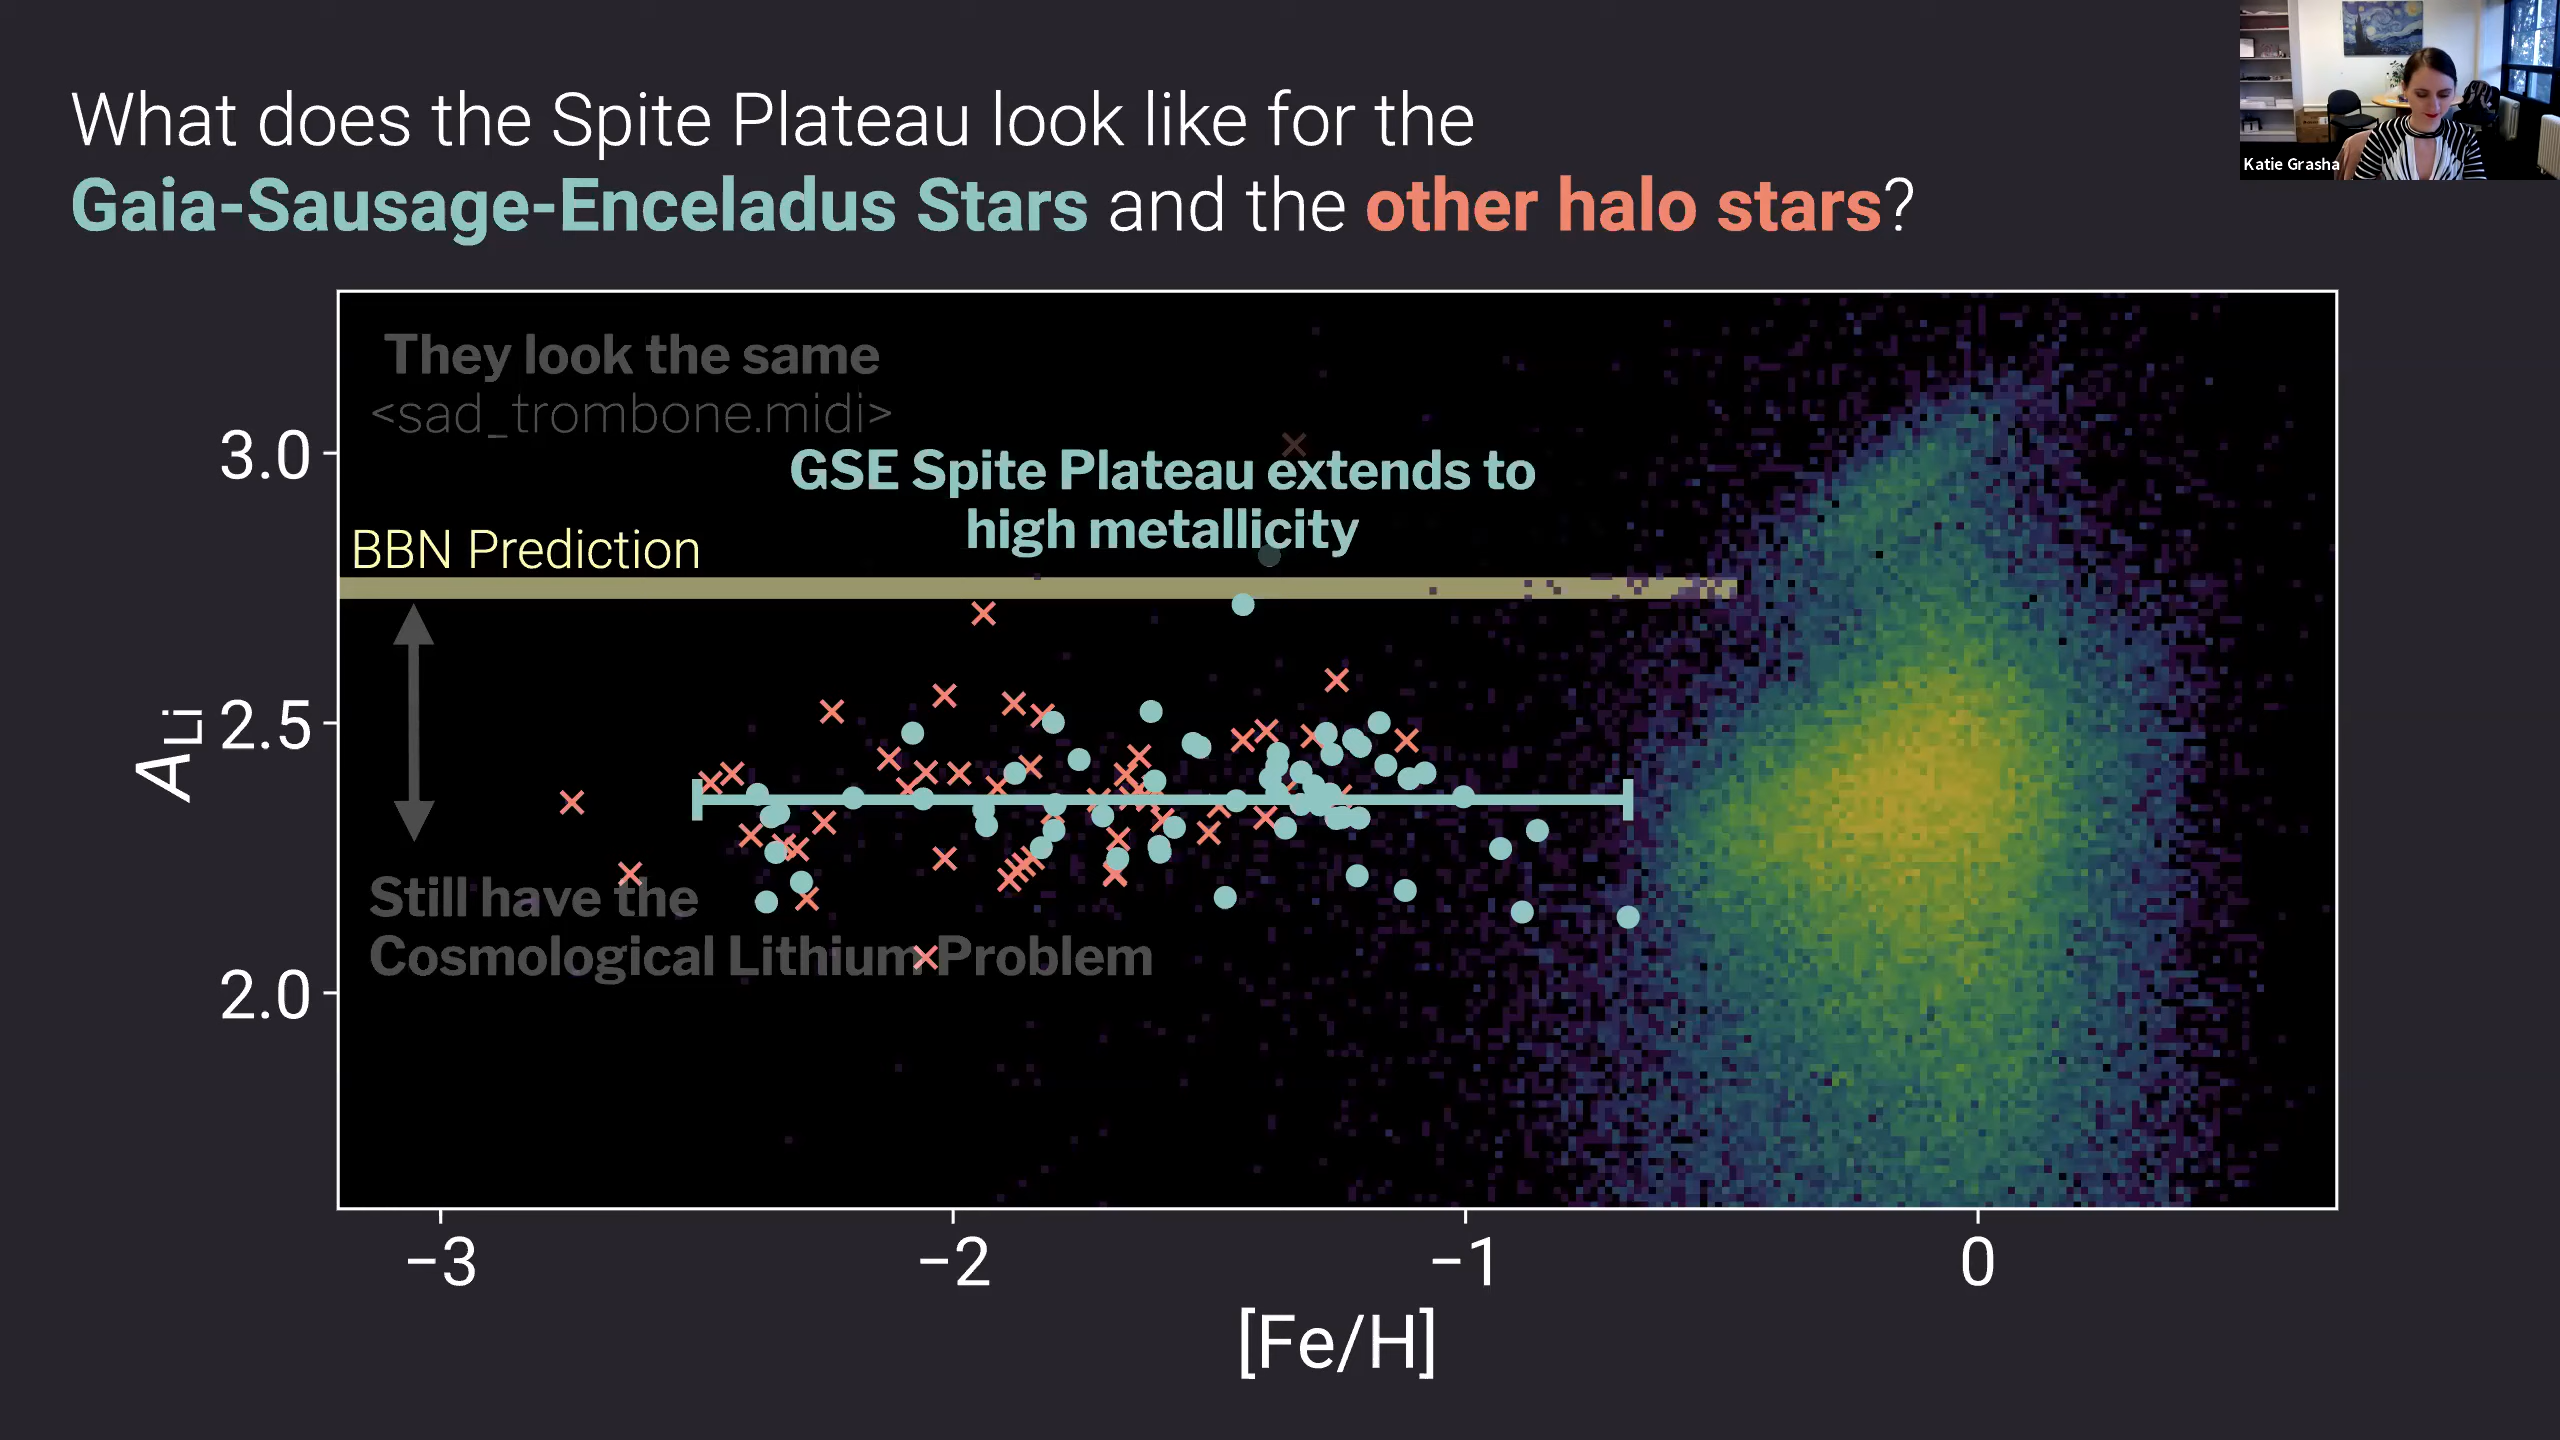 What does the Spite Plateau look like for the
Gaia-Sausage-Enceladus Stars and the other halo stars?
Katie Grasha
They look the same
<sad_trombone.midi>
GSE Spite Plateau extends to
high metallicity
BBN Prediction
Still have the
Cosmological Lithium Problem
A_Li
3.0
2.5
2.0
−3
−2
−1
0
[Fe/H]